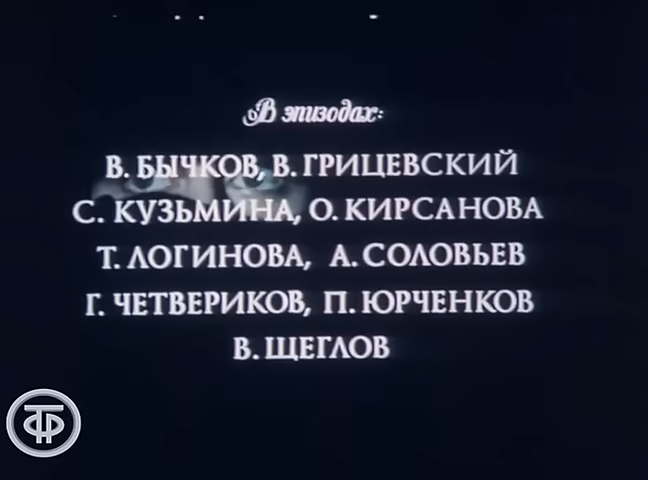 В эпизодах:
В. БЫЧКОВ, В. ГРИЦЕВСКИЙ
С. КУЗЬМИНА, О. КИРСАНОВА
Т. ЛОГИНОВА, А. СОЛОВЬЕВ
Г. ЧЕТВЕРИКОВ, П. ЮРЧЕНКОВ
В. ЩЕГЛОВ